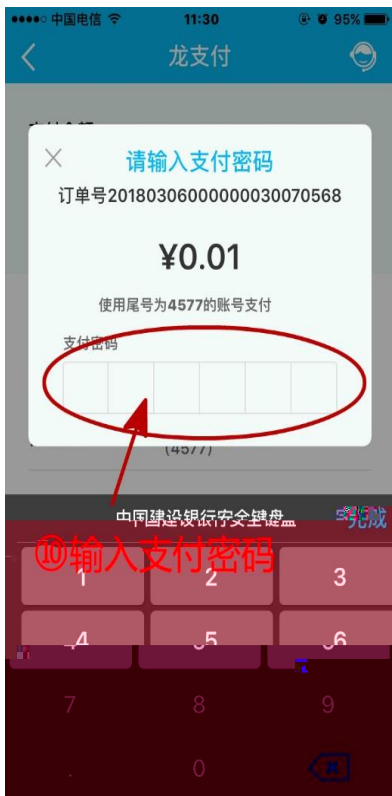 中国电信 11:30 95%
龙支付
请输入支付密码
订单号20180306000000030070568
¥0.01
使用尾号为4577的账号支付
支付密码
(4577)
中国建设银行安全键盘 完成
⑩输入支付密码
1 2 3
4 5 6
7 8 9
. 0